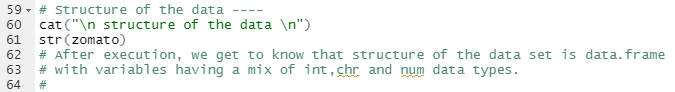 59 # Structure of the data ----
60 cat("\n structure of the data \n")
61 str(zomato)
62 # After execution, we get to know that structure of the data set is data.frame
63 # with variables having a mix of int,chr and num data types.
64 #